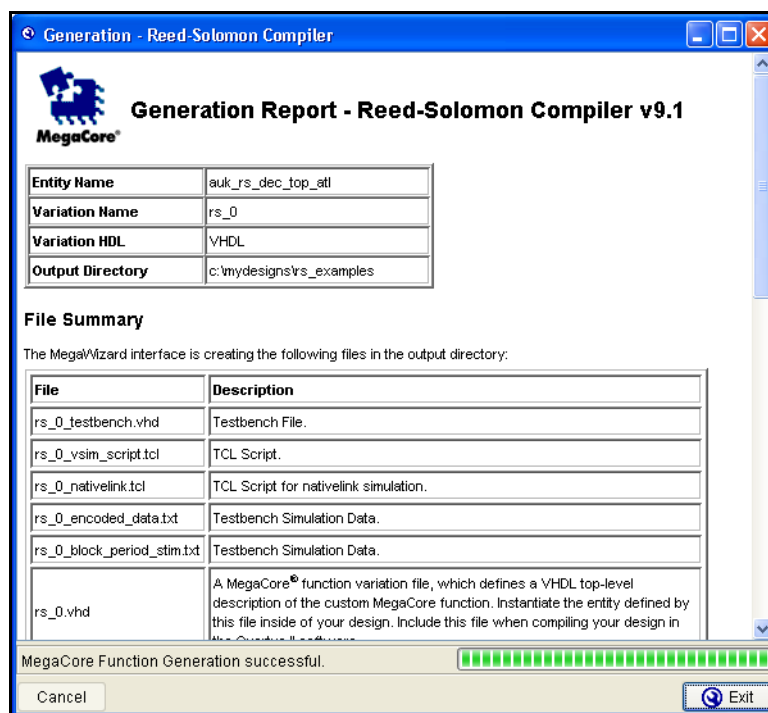 Generation - Reed-Solomon Compiler
MegaCore®
Generation Report - Reed-Solomon Compiler v9.1
Entity Name auk_rs_dec_top_atl
Variation Name rs_0
Variation HDL VHDL
Output Directory c:\mydesigns\rs_examples
File Summary
The MegaWizard interface is creating the following files in the output directory:
File Description
rs_0_testbench.vhd Testbench File.
rs_0_vsim_script.tcl TCL Script.
rs_0_nativelink.tcl TCL Script for nativelink simulation.
rs_0_encoded_data.txt Testbench Simulation Data.
rs_0_block_period_stim.txt Testbench Simulation Data.
rs_0.vhd
A MegaCore® function variation file, which defines a VHDL top-level
description of the custom MegaCore function. Instantiate the entity defined by
this file inside of your design. Include this file when compiling your design in
the Quartus II software.
MegaCore Function Generation successful.
Cancel
Exit